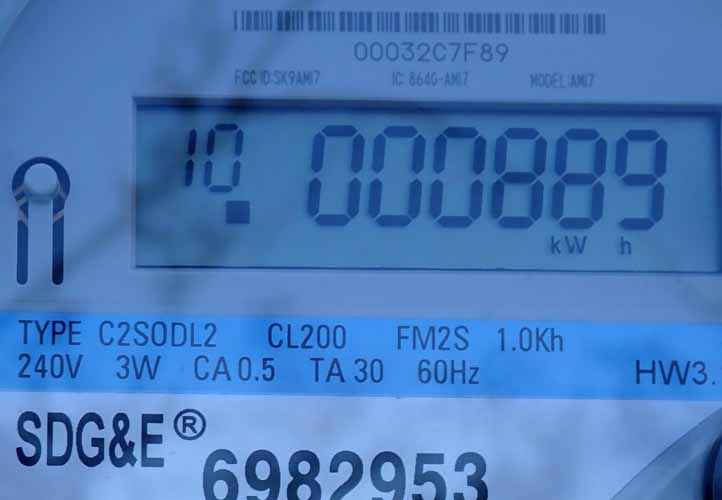 00032C7F89
FCC ID:SK9AMI7 IC 864G-AMI7 MODEL:AMI7
10 000889
kW h
TYPE C2SODL2 CL200 FM2S 1.0Kh
240V 3W CA 0.5 TA 30 60Hz HW3.
SDG&E®
6982953